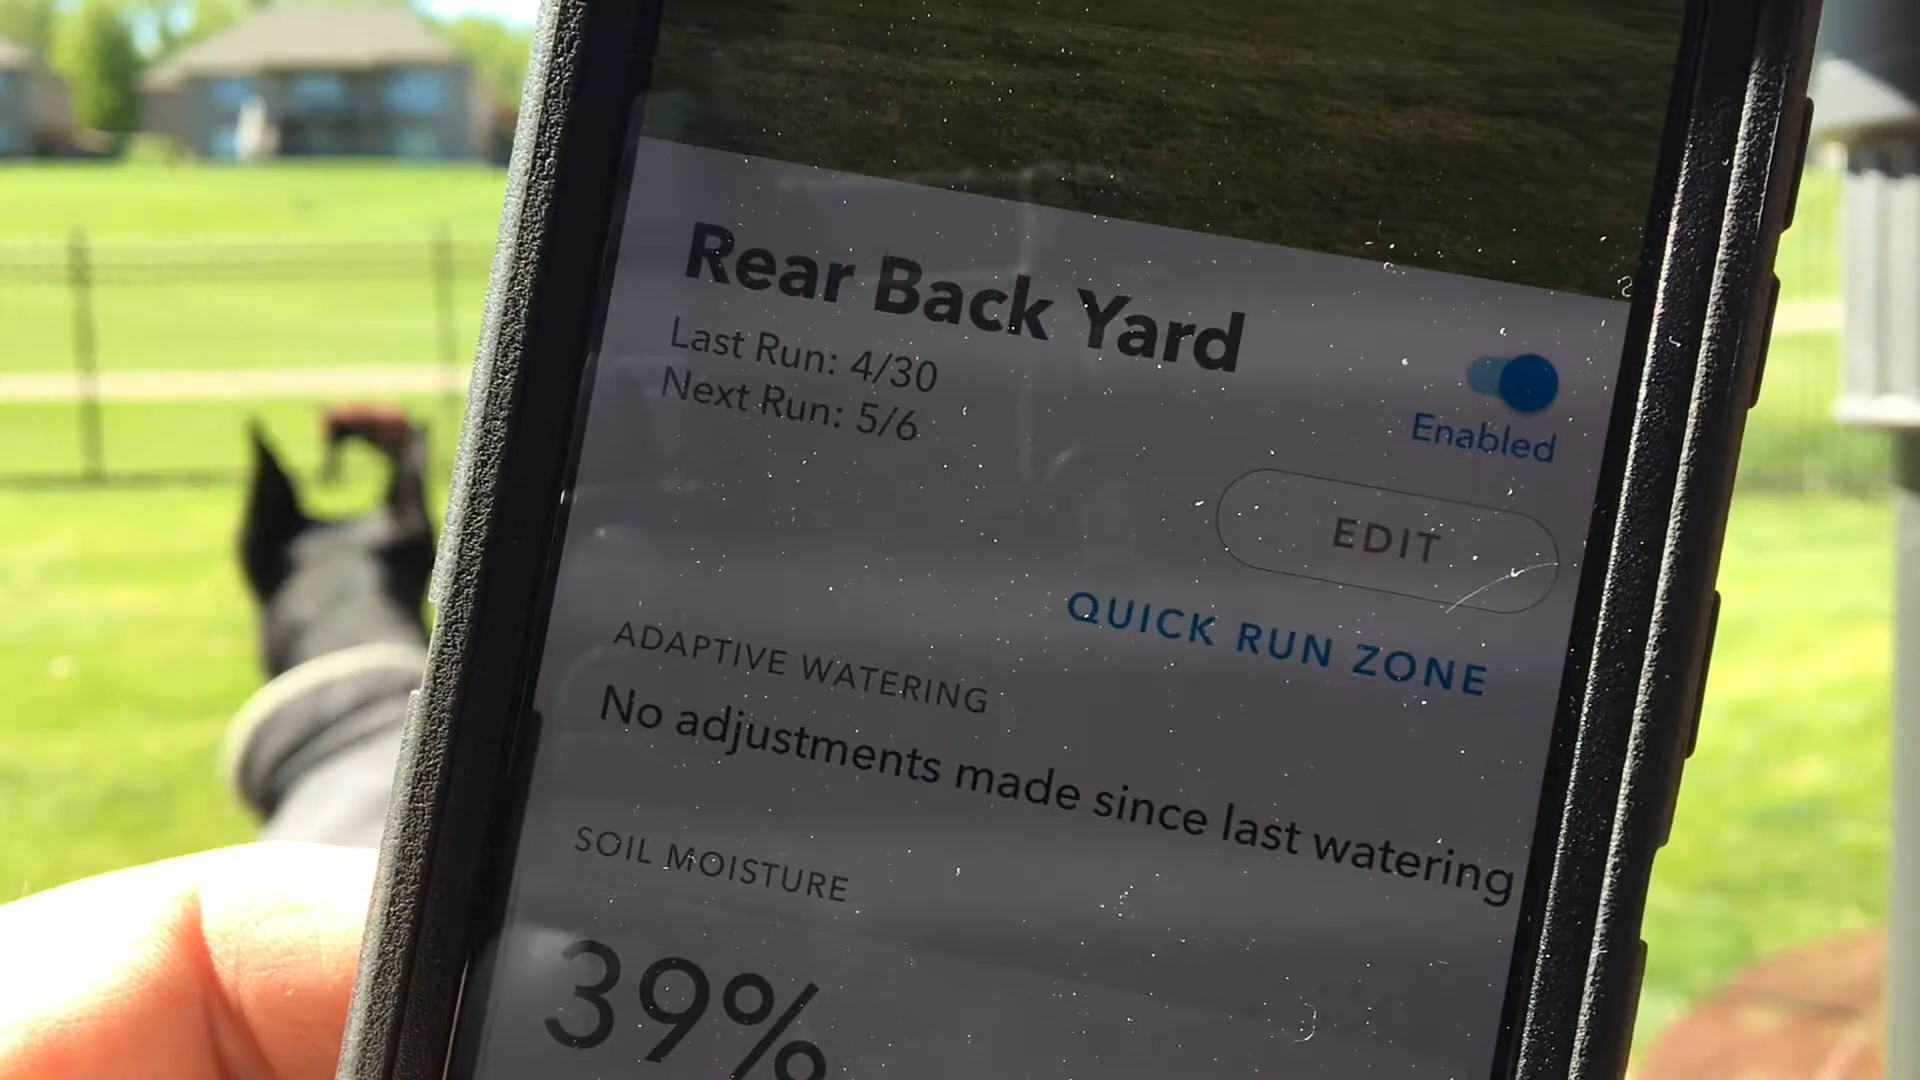 Rear Back Yard
Last Run: 4/30
Next Run: 5/6
Enabled
EDIT
QUICK RUN ZONE
ADAPTIVE WATERING
No adjustments made since last watering
SOIL MOISTURE
39%